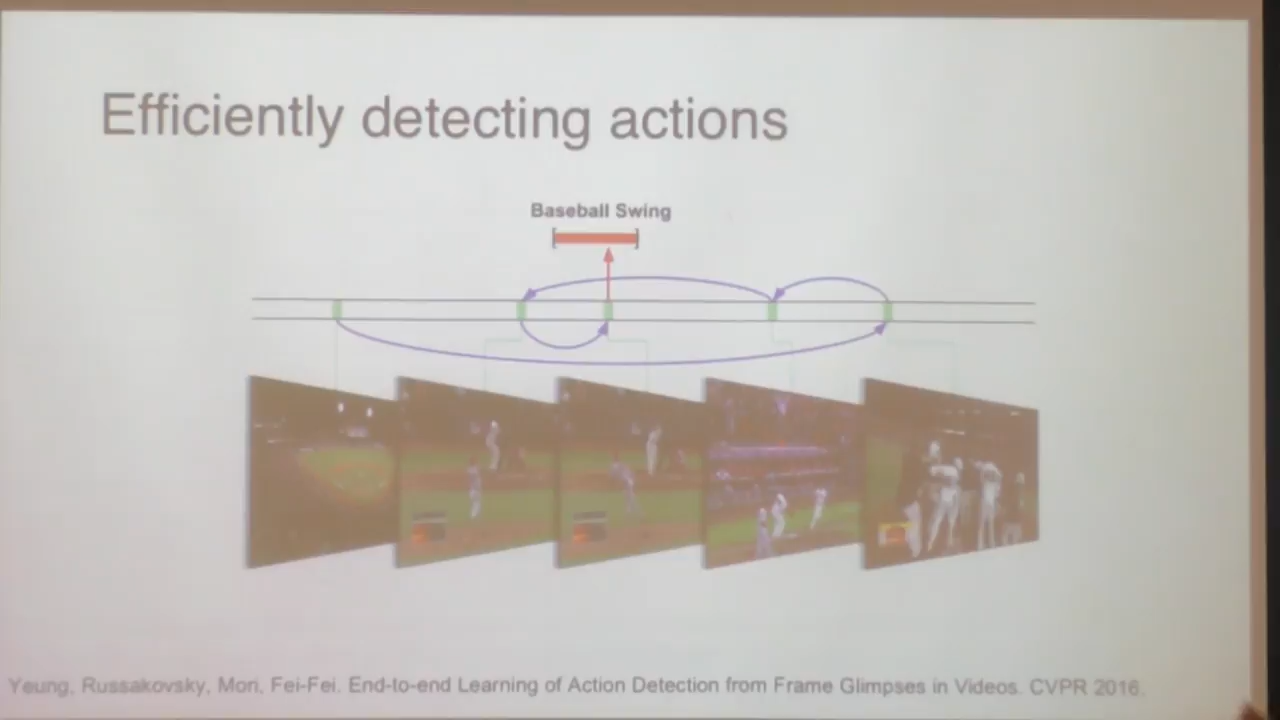 Efficiently detecting actions
Baseball Swing
Yeung, Russakovsky, Mori, Fei-Fei. End-to-end Learning of Action Detection from Frame Glimpses in Videos. CVPR 2016.